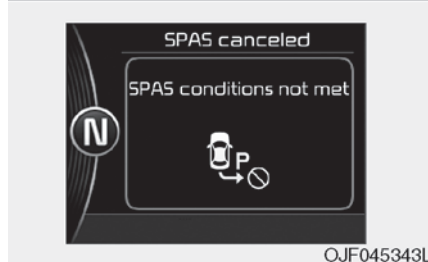 SPAS canceled
SPAS conditions not met
N
P
OJF045343L